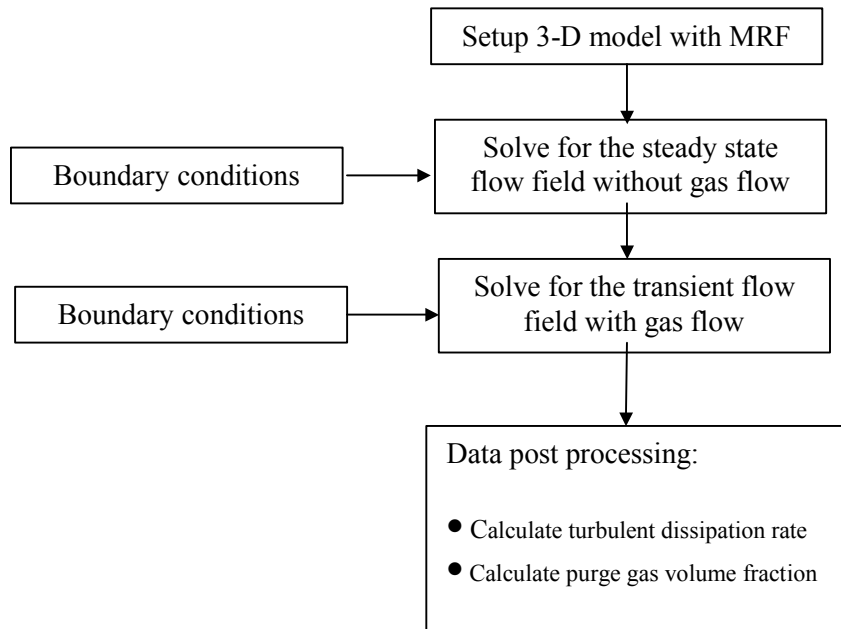 Setup 3-D model with MRF
Boundary conditions
Solve for the steady state
flow field without gas flow
Boundary conditions
Solve for the transient flow
field with gas flow
Data post processing:
● Calculate turbulent dissipation rate
● Calculate purge gas volume fraction